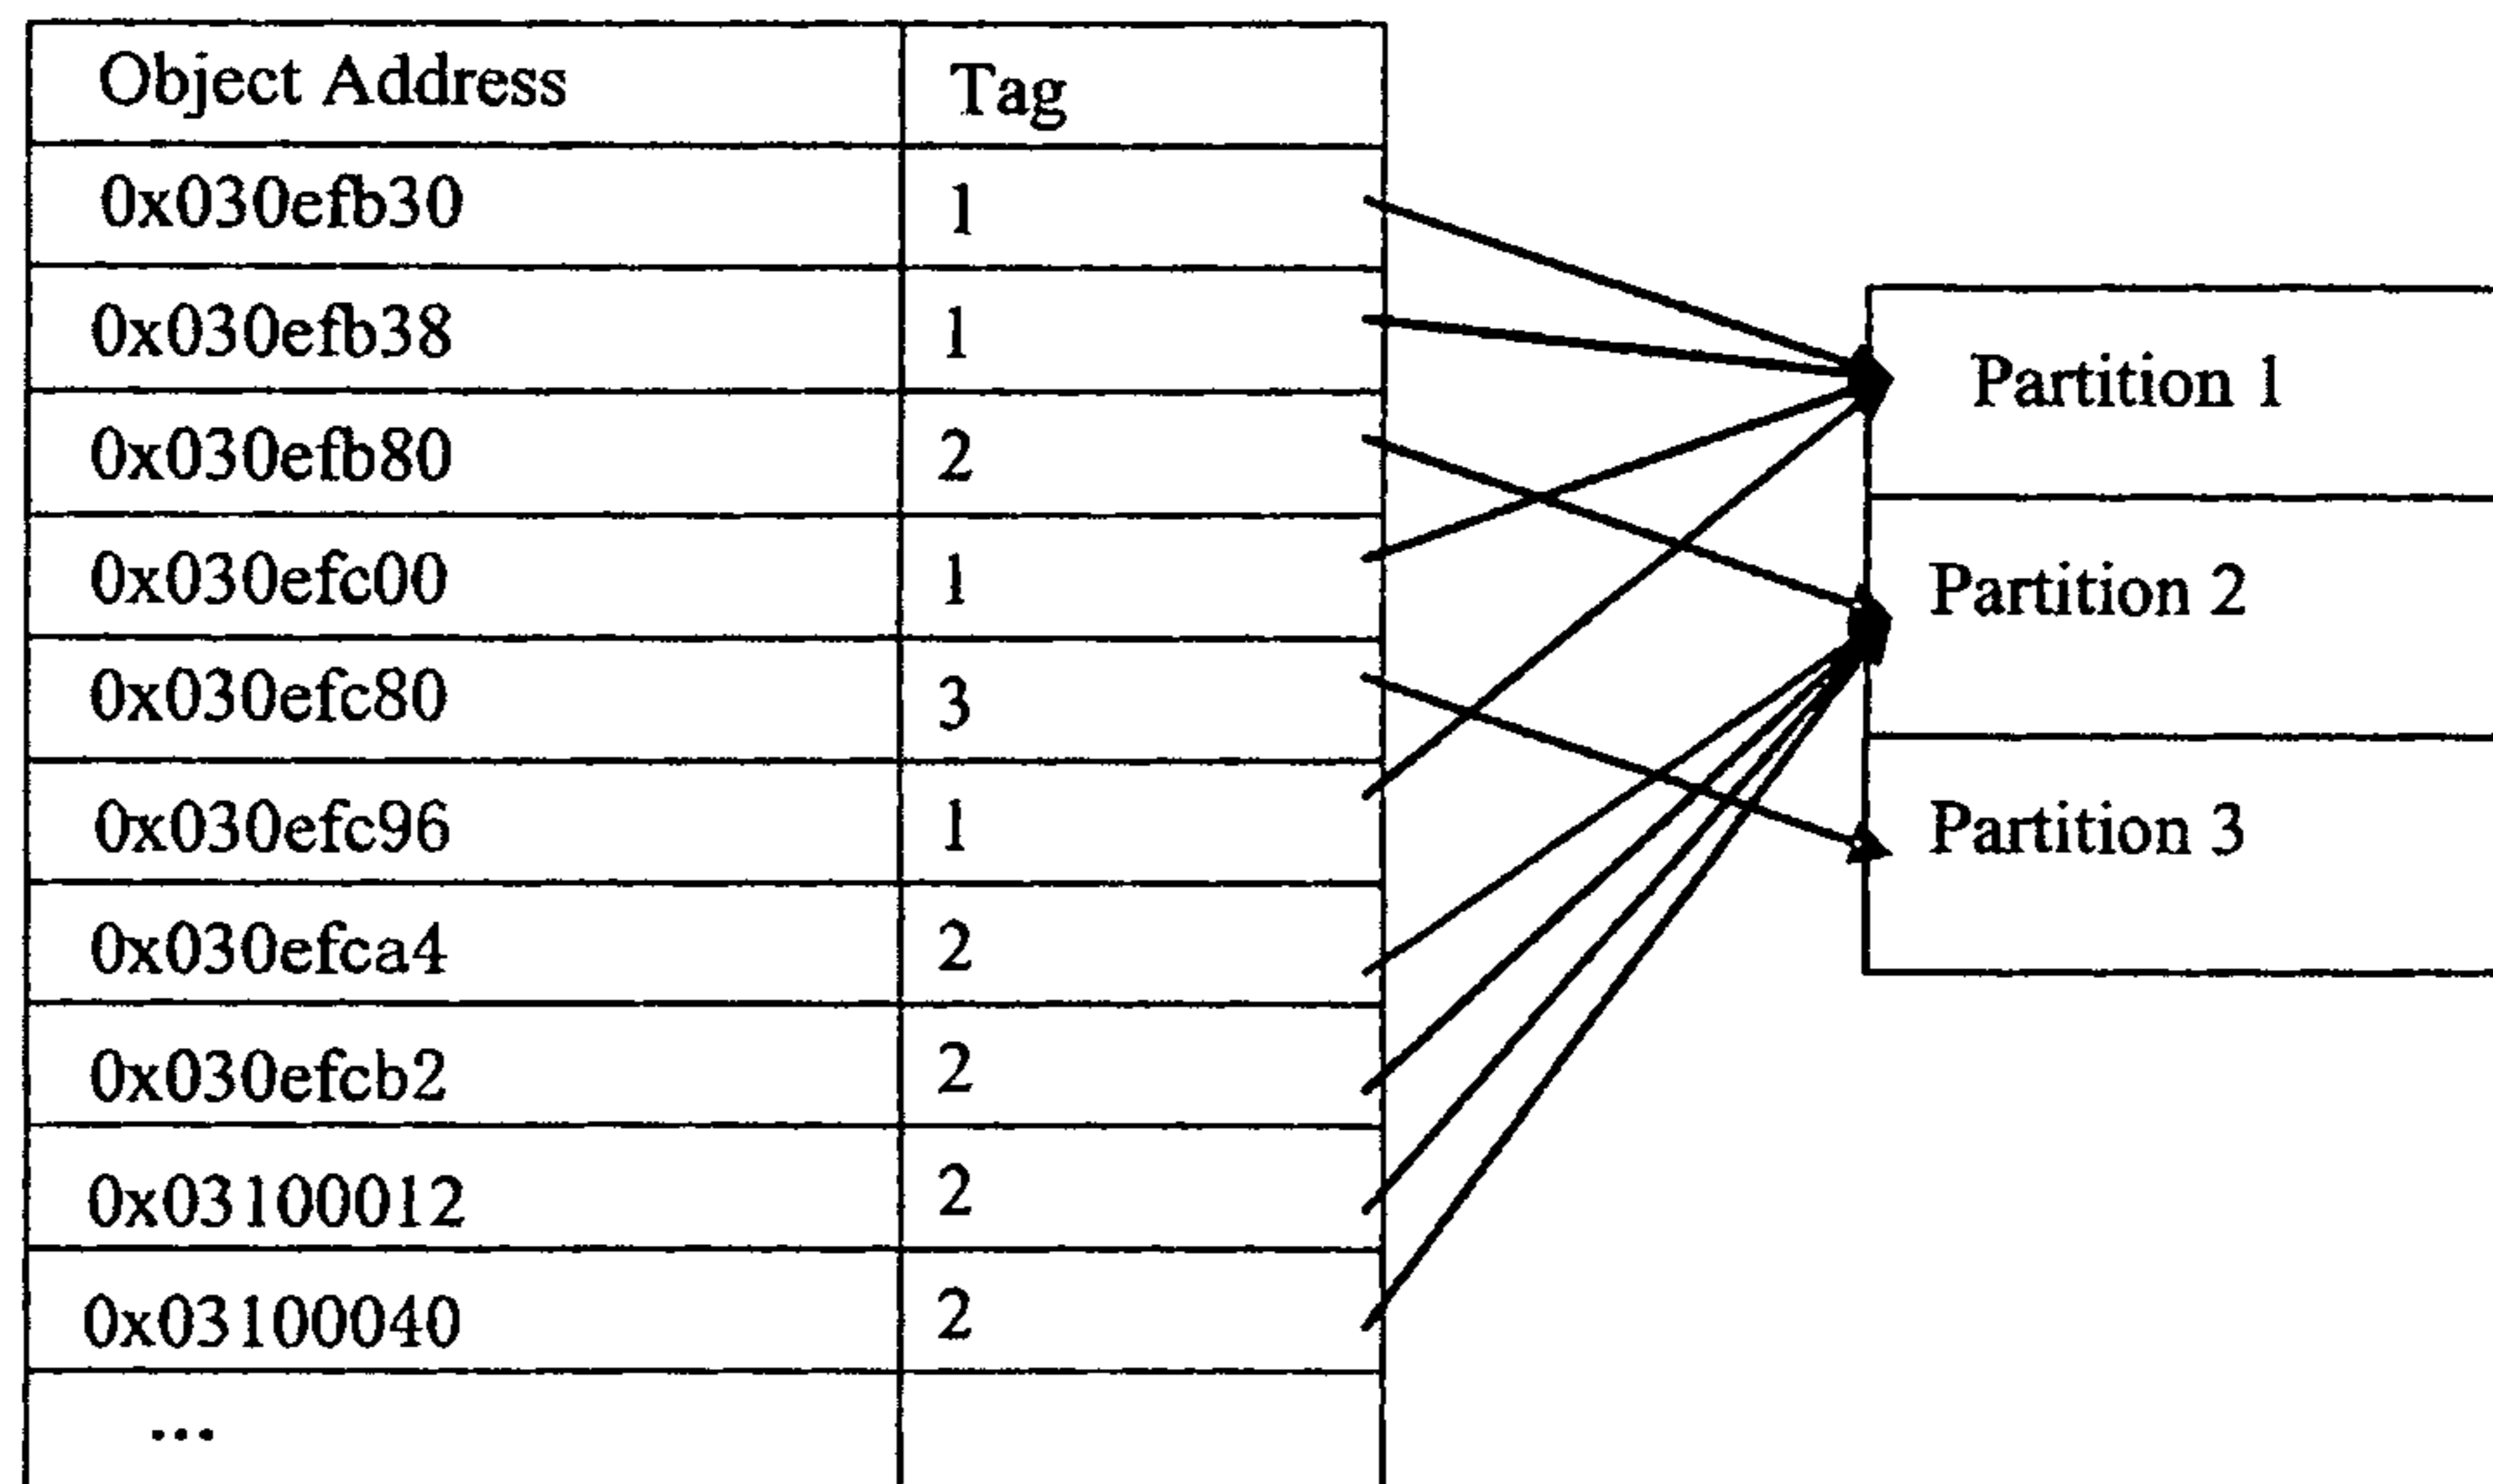 Object Address Tag
0x030efb30 1
0x030efb38 1
0x030efb80 2
0x030efc00 1
0x030efc80 3
0x030efc96 1
0x030efca4 2
0x030efcb2 2
0x03100012 2
0x03100040 2
...
Partition 1
Partition 2
Partition 3